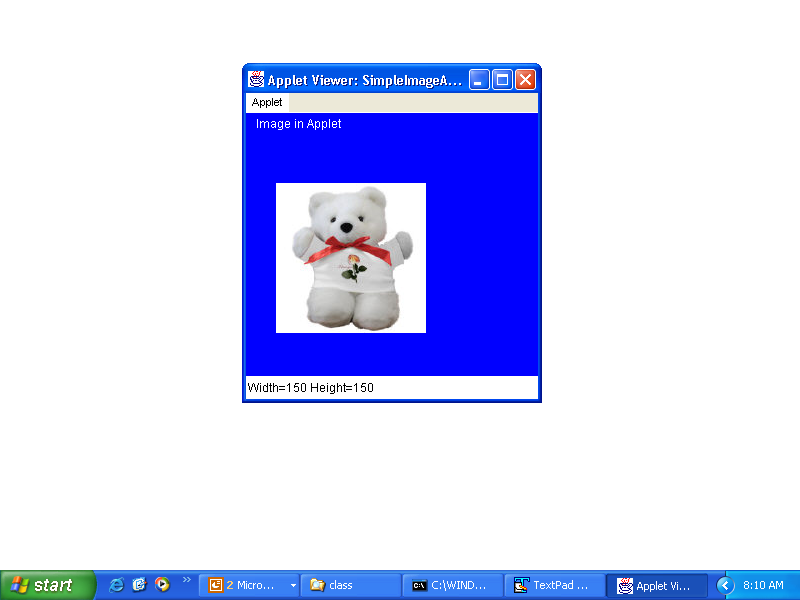 Applet Viewer: SimpleImageA...
Applet
Image in Applet
Width=150 Height=150
start
2 Micro...
class
C:\WIND...
TextPad ...
Applet Vi...
8:10 AM